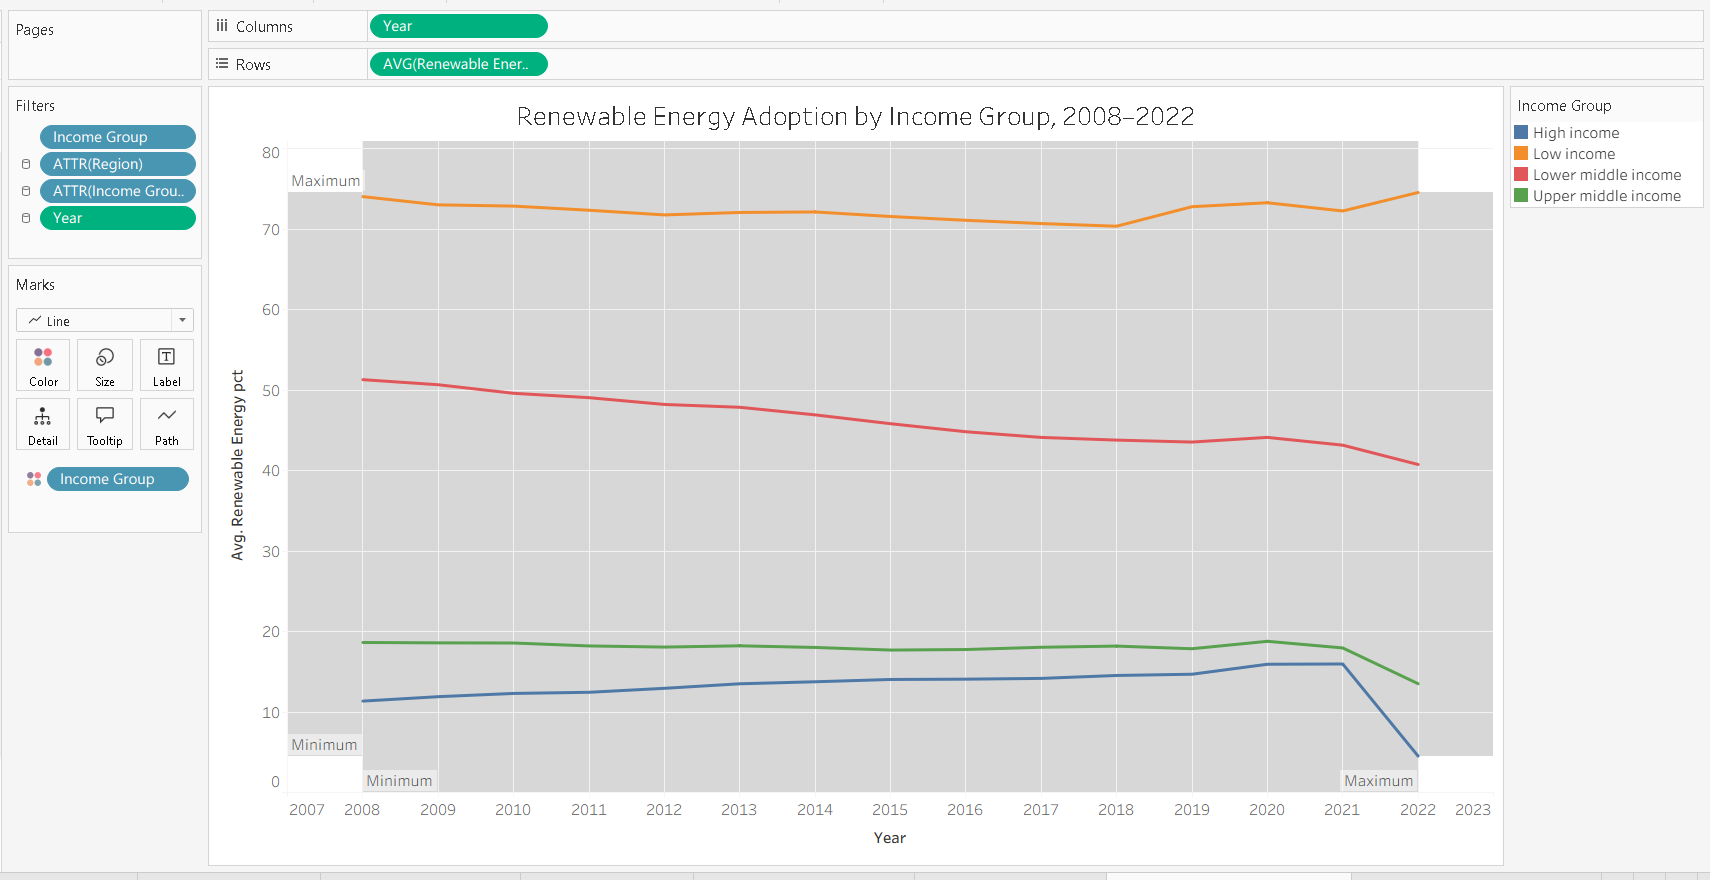 Pages
Columns
Year
Rows
AVG(Renewable Ener..
Filters
Income Group
ATTR(Region)
ATTR(Income Grou..
Year
Marks
Line
Color
Size
Label
Detail
Tooltip
Path
Income Group
Renewable Energy Adoption by Income Group, 2008–2022
Avg. Renewable Energy pct
80
70
60
50
40
30
20
10
0
Maximum
Minimum
Minimum
Maximum
2007 2008 2009 2010 2011 2012 2013 2014 2015 2016 2017 2018 2019 2020 2021 2022 2023
Year
Income Group
High income
Low income
Lower middle income
Upper middle income